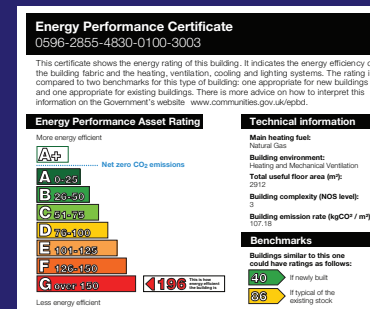 Energy Performance Certificate
0596-2855-4830-0100-3003
This certificate shows the energy rating of this building. It indicates the energy efficiency
the building fabric and the heating, ventilation, cooling and lighting systems. The rating
compared to two benchmarks for this type of building: one appropriate for new buildings
and one appropriate for existing buildings. There is more advice on how to interpret this
information on the Government's website www.communities.gov.uk/epbd.
Energy Performance Asset Rating
More energy efficient
A+
Net zero CO₂ emissions
A 0-25
B 26-50
C 51-75
D 76-100
E 101-125
F 126-150
G over 150
196 This is how
energy efficient
the building is
Less energy efficient
Technical information
Main heating fuel:
Natural Gas
Building environment:
Heating and Mechanical Ventilation
Total useful floor area (m²):
2912
Building complexity (NOS level):
3
Building emission rate (kgCO² / m²)
107.18
Benchmarks
Buildings similar to this one
could have ratings as follows:
40 If newly built
86 If typical of the
existing stock